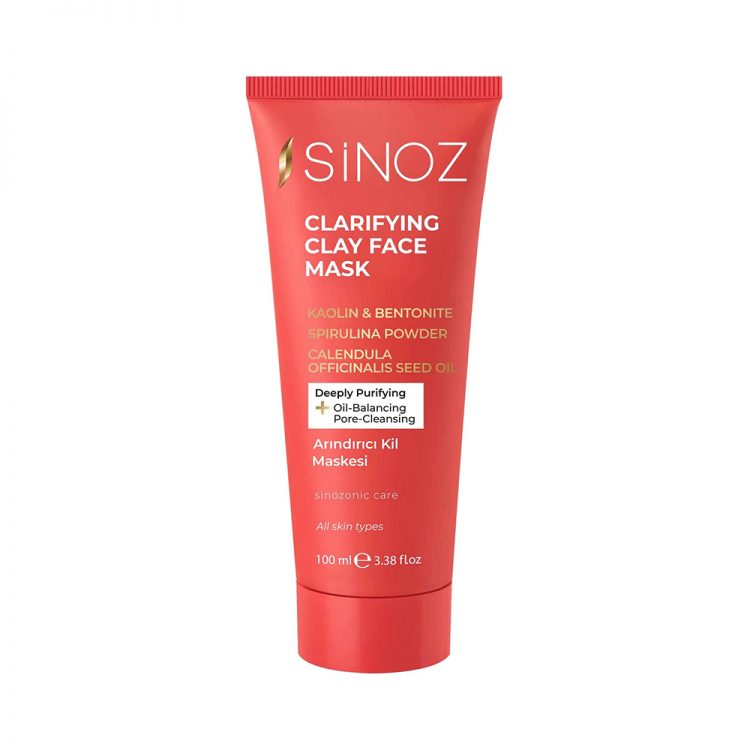 SiNOZ
CLARIFYING
CLAY FACE
MASK
KAOLIN & BENTONITE
SPIRULINA POWDER
CALENDULA
OFFICINALIS SEED OIL
Deeply Purifying
+ Oil-Balancing
Pore-Cleansing
Arındırıcı Kil
Maskesi
sinozonic care
All skin types
100 ml ℮ 3.38 fl.oz